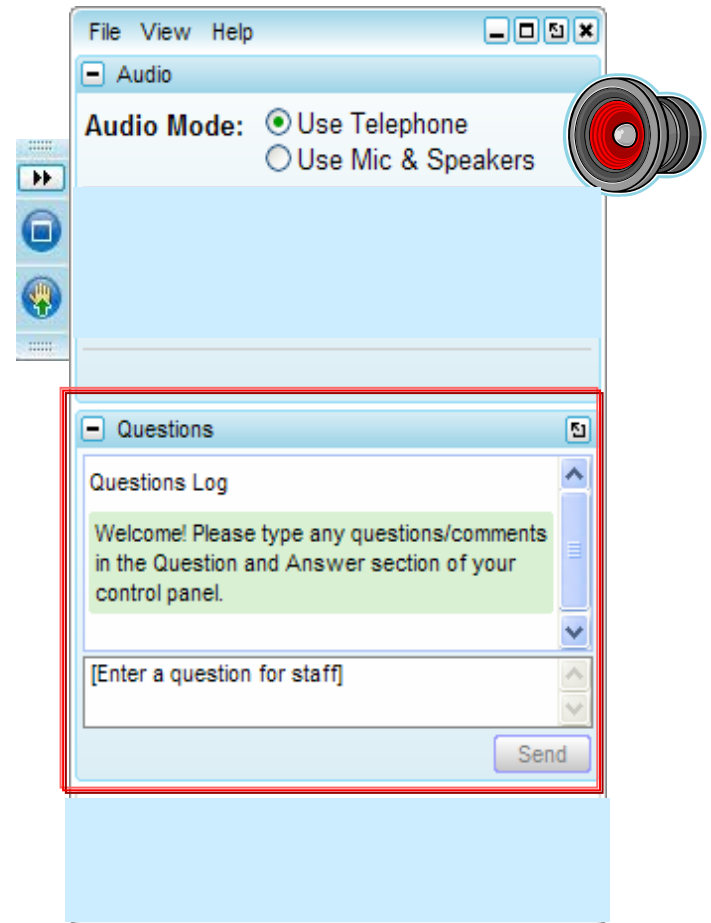 File View Help
Audio
Audio Mode: Use Telephone
Use Mic & Speakers
Questions
Questions Log
Welcome! Please type any questions/comments
in the Question and Answer section of your
control panel.
[Enter a question for staff]
Send